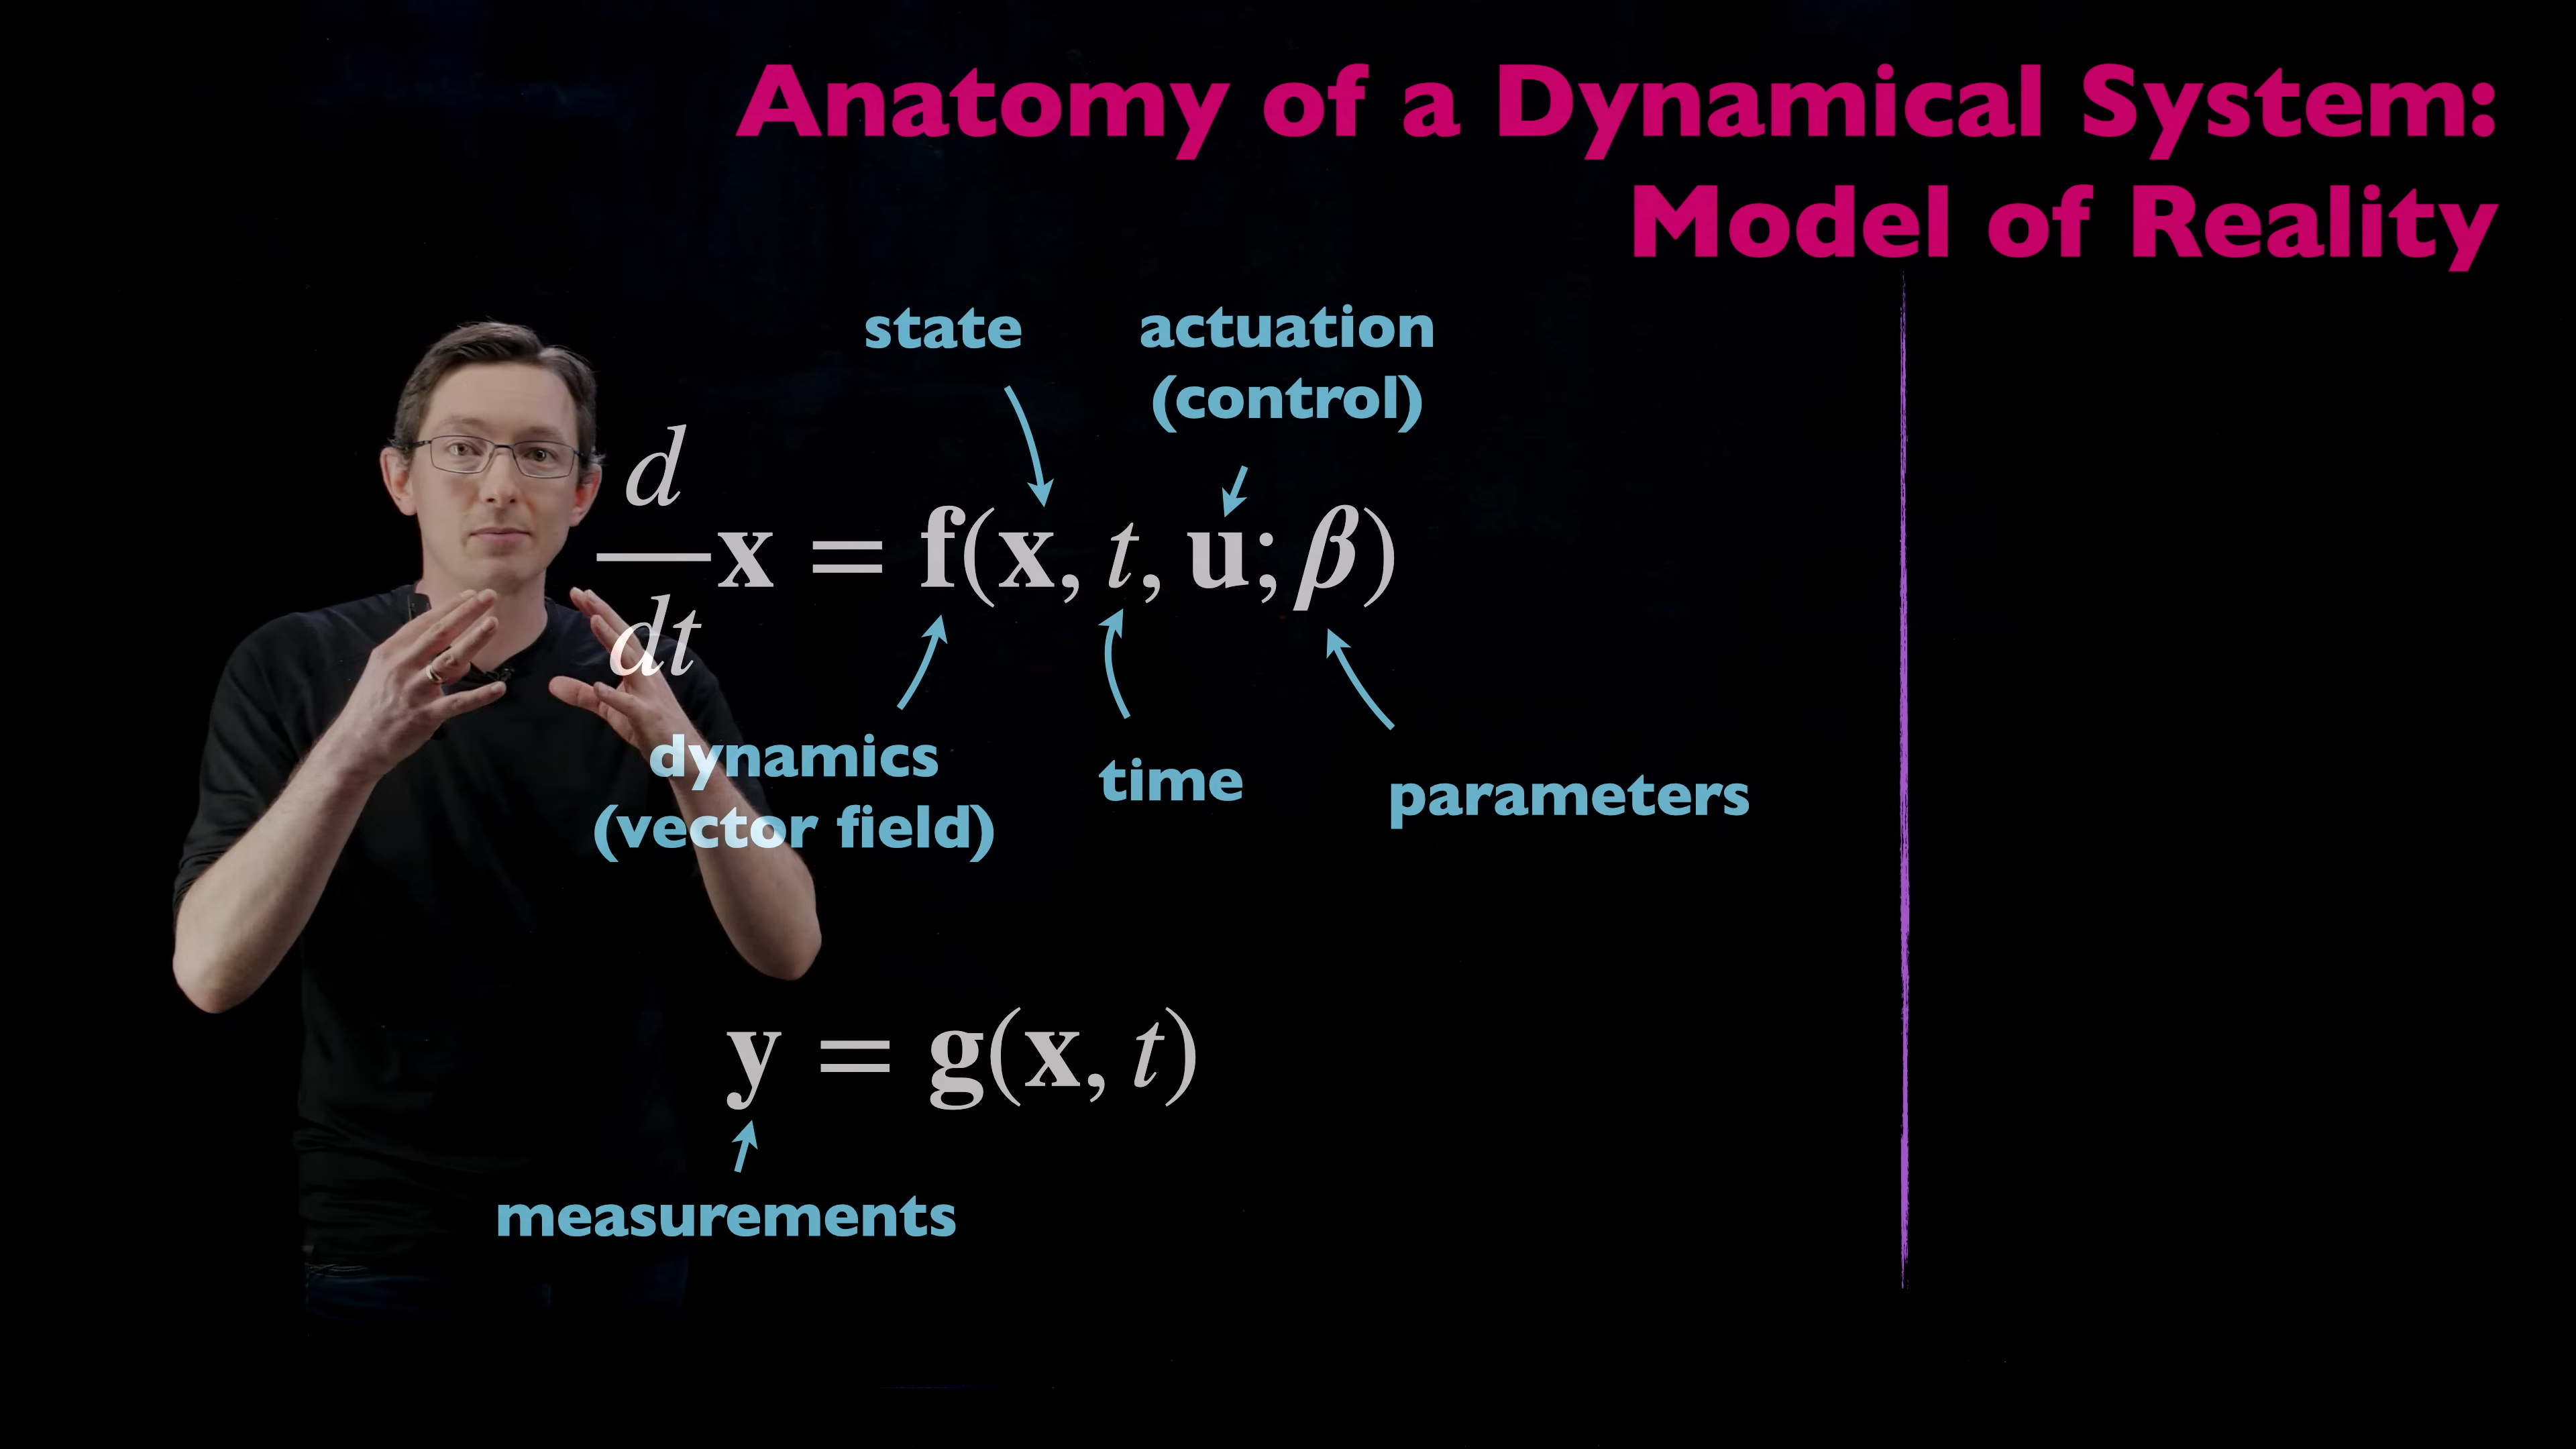 Anatomy of a Dynamical System:
Model of Reality
state
actuation
(control)
d/dt x = f(x, t, u; β)
dynamics
(vector field)
time
parameters
y = g(x, t)
measurements